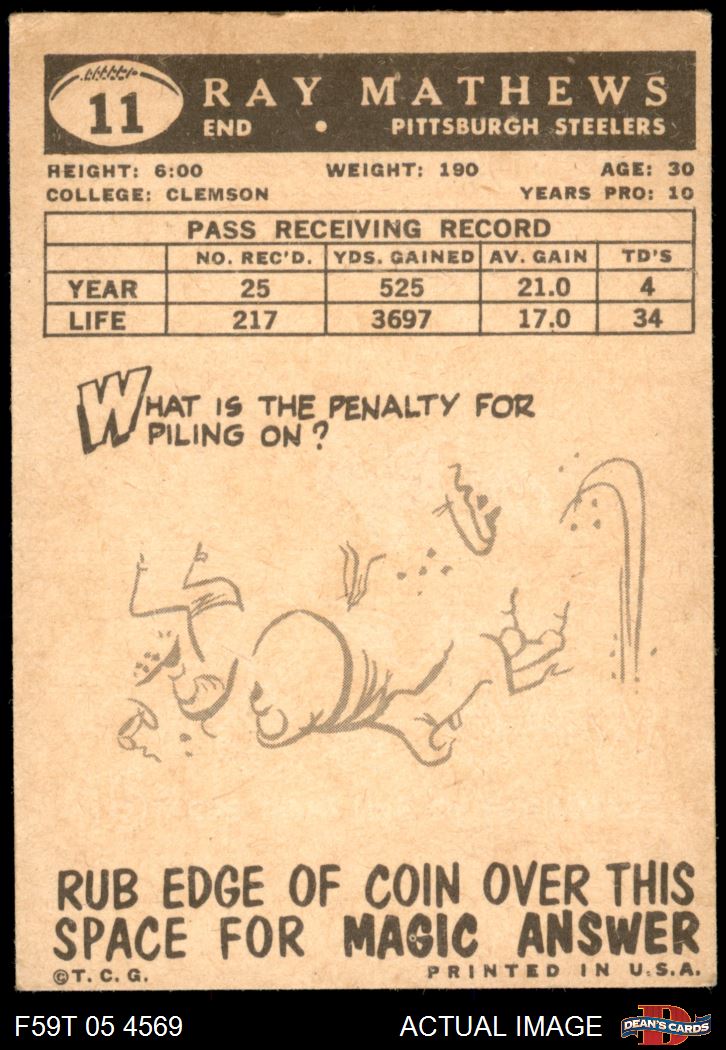 11
RAY MATHEWS
END • PITTSBURGH STEELERS
HEIGHT: 6:00 WEIGHT: 190 AGE: 30
COLLEGE: CLEMSON YEARS PRO: 10
PASS RECEIVING RECORD
NO. REC'D. YDS. GAINED AV. GAIN TD'S
YEAR 25 525 21.0 4
LIFE 217 3697 17.0 34
WHAT IS THE PENALTY FOR
PILING ON?
RUB EDGE OF COIN OVER THIS
SPACE FOR MAGIC ANSWER
©T. C. G. PRINTED IN U.S.A.
F59T 05 4569 ACTUAL IMAGE D DEAN'S CARDS